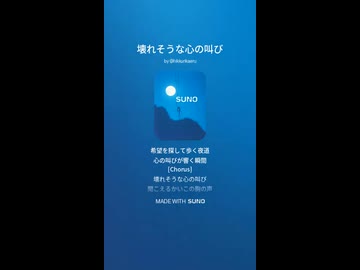 壊れそうな心の叫び
SUNO
希望を探して歩く夜道
心の叫びが響く瞬間
[Chorus]
壊れそうな心の叫び
聞こえるかいこの胸の声
MADE WITH SUNO